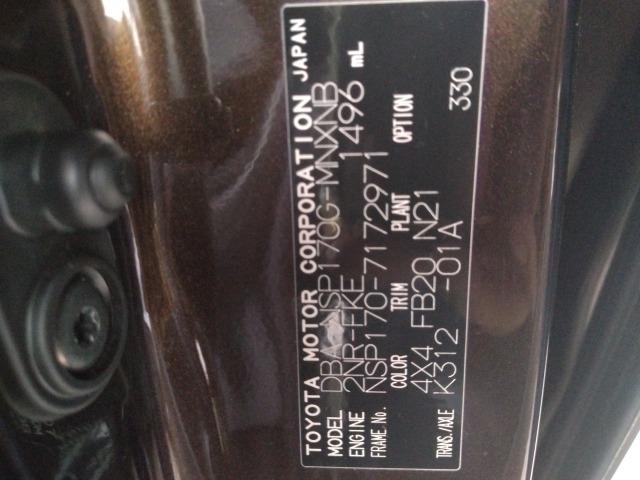 TOYOTA MOTOR CORPORATION JAPAN
MODEL DBA-NSP170G-MNXNB
ENGINE 2NR-FKE 1496 mL
FRAME No. NSP170-7172971
COLOR TRIM PLANT OPTION
4X4 FB20 N21
TRANS./AXLE K312 -01A 330